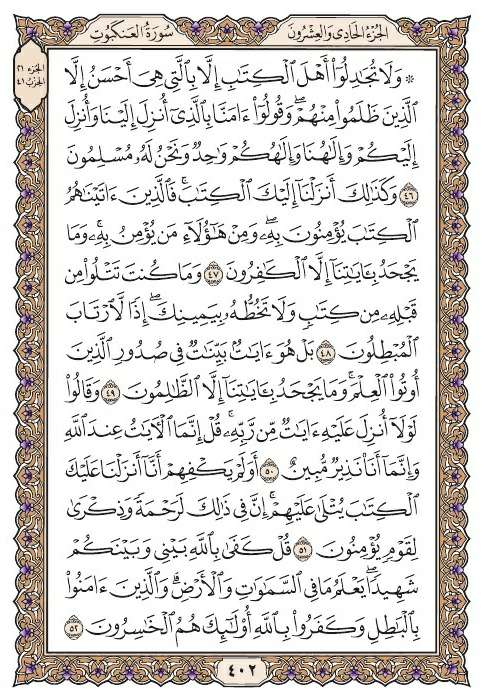 الجزء الحادي والعشرون سورة العنكبوت
الجزء ٢١
الحزب ٤١
۞ وَلَا تُجَٰدِلُوٓا۟ أَهْلَ ٱلْكِتَٰبِ إِلَّا بِٱلَّتِى هِىَ أَحْسَنُ إِلَّا
ٱلَّذِينَ ظَلَمُوا۟ مِنْهُمْ ۖ وَقُولُوٓا۟ ءَامَنَّا بِٱلَّذِىٓ أُنزِلَ إِلَيْنَا وَأُنزِلَ
إِلَيْكُمْ وَإِلَٰهُنَا وَإِلَٰهُكُمْ وَٰحِدٌ وَنَحْنُ لَهُۥ مُسْلِمُونَ
٤٦ وَكَذَٰلِكَ أَنزَلْنَآ إِلَيْكَ ٱلْكِتَٰبَ ۚ فَٱلَّذِينَ ءَاتَيْنَٰهُمُ
ٱلْكِتَٰبَ يُؤْمِنُونَ بِهِۦ ۖ وَمِنْ هَٰٓؤُلَآءِ مَن يُؤْمِنُ بِهِۦ ۚ وَمَا
يَجْحَدُ بِـَٔايَٰتِنَآ إِلَّا ٱلْكَٰفِرُونَ ٤٧ وَمَا كُنتَ تَتْلُوا۟ مِن
قَبْلِهِۦ مِن كِتَٰبٍ وَلَا تَخُطُّهُۥ بِيَمِينِكَ ۖ إِذًا لَّٱرْتَابَ
ٱلْمُبْطِلُونَ ٤٨ بَلْ هُوَ ءَايَٰتٌۢ بَيِّنَٰتٌ فِى صُدُورِ ٱلَّذِينَ
أُوتُوا۟ ٱلْعِلْمَ ۚ وَمَا يَجْحَدُ بِـَٔايَٰتِنَآ إِلَّا ٱلظَّٰلِمُونَ ٤٩ وَقَالُوا۟
لَوْلَآ أُنزِلَ عَلَيْهِ ءَايَٰتٌ مِّن رَّبِّهِۦ ۖ قُلْ إِنَّمَا ٱلْـَٔايَٰتُ عِندَ ٱللَّهِ
وَإِنَّمَآ أَنَا۠ نَذِيرٌ مُّبِينٌ ٥٠ أَوَلَمْ يَكْفِهِمْ أَنَّآ أَنزَلْنَا عَلَيْكَ
ٱلْكِتَٰبَ يُتْلَىٰ عَلَيْهِمْ ۚ إِنَّ فِى ذَٰلِكَ لَرَحْمَةً وَذِكْرَىٰ
لِقَوْمٍ يُؤْمِنُونَ ٥١ قُلْ كَفَىٰ بِٱللَّهِ بَيْنِى وَبَيْنَكُمْ
شَهِيدًا ۖ يَعْلَمُ مَا فِى ٱلسَّمَٰوَٰتِ وَٱلْأَرْضِ ۗ وَٱلَّذِينَ ءَامَنُوا۟
بِٱلْبَٰطِلِ وَكَفَرُوا۟ بِٱللَّهِ أُو۟لَٰٓئِكَ هُمُ ٱلْخَٰسِرُونَ ٥٢
٤٠٢